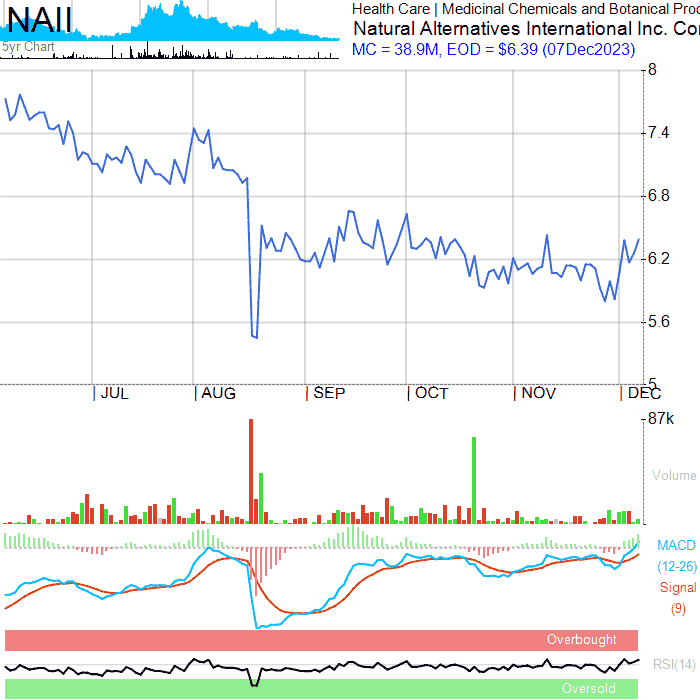 NAII
5yr Chart
Health Care | Medicinal Chemicals and Botanical Prod
Natural Alternatives International Inc. Cor
MC = 38.9M, EOD = $6.39 (07Dec2023)
8
7.4
6.8
6.2
5.6
5
JUL AUG SEP OCT NOV DEC
87k
Volume
MACD
(12-26)
Signal
(9)
Overbought
RSI(14)
Oversold